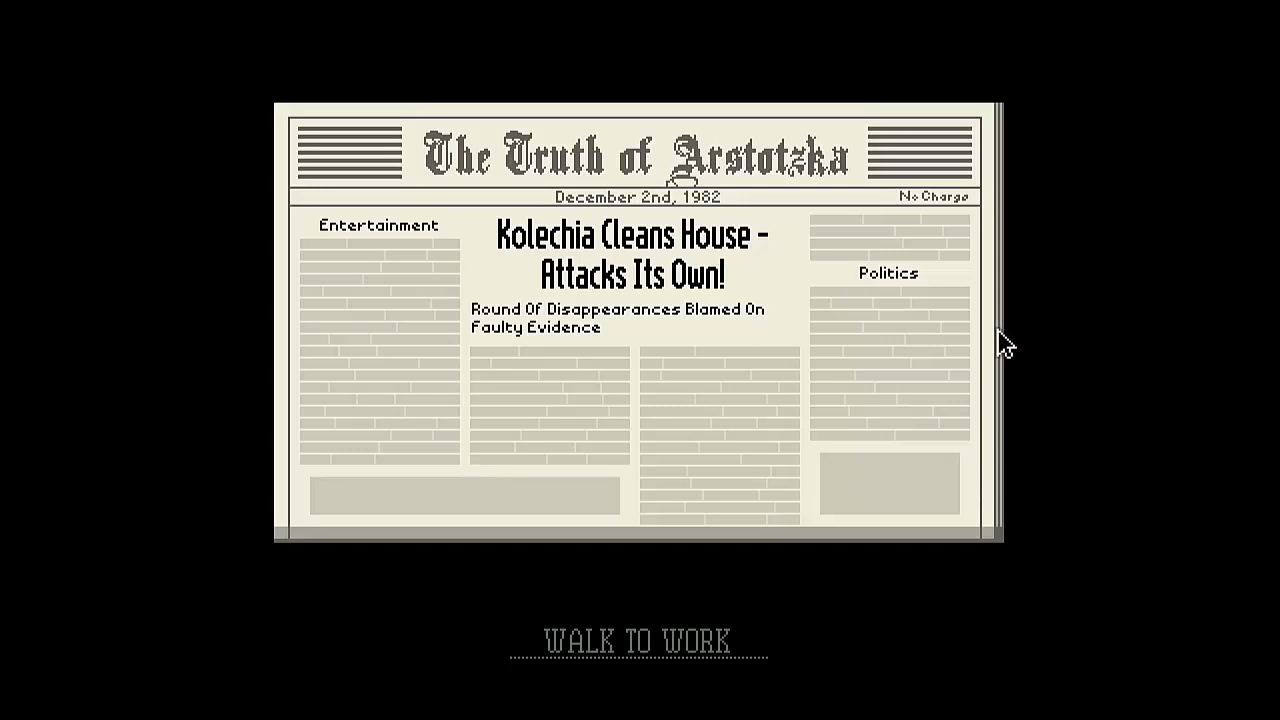 The Truth of Arstotzka
December 2nd, 1982
No Charge
Entertainment
Kolechia Cleans House -
Attacks Its Own!
Round Of Disappearances Blamed On
Faulty Evidence
Politics
WALK TO WORK